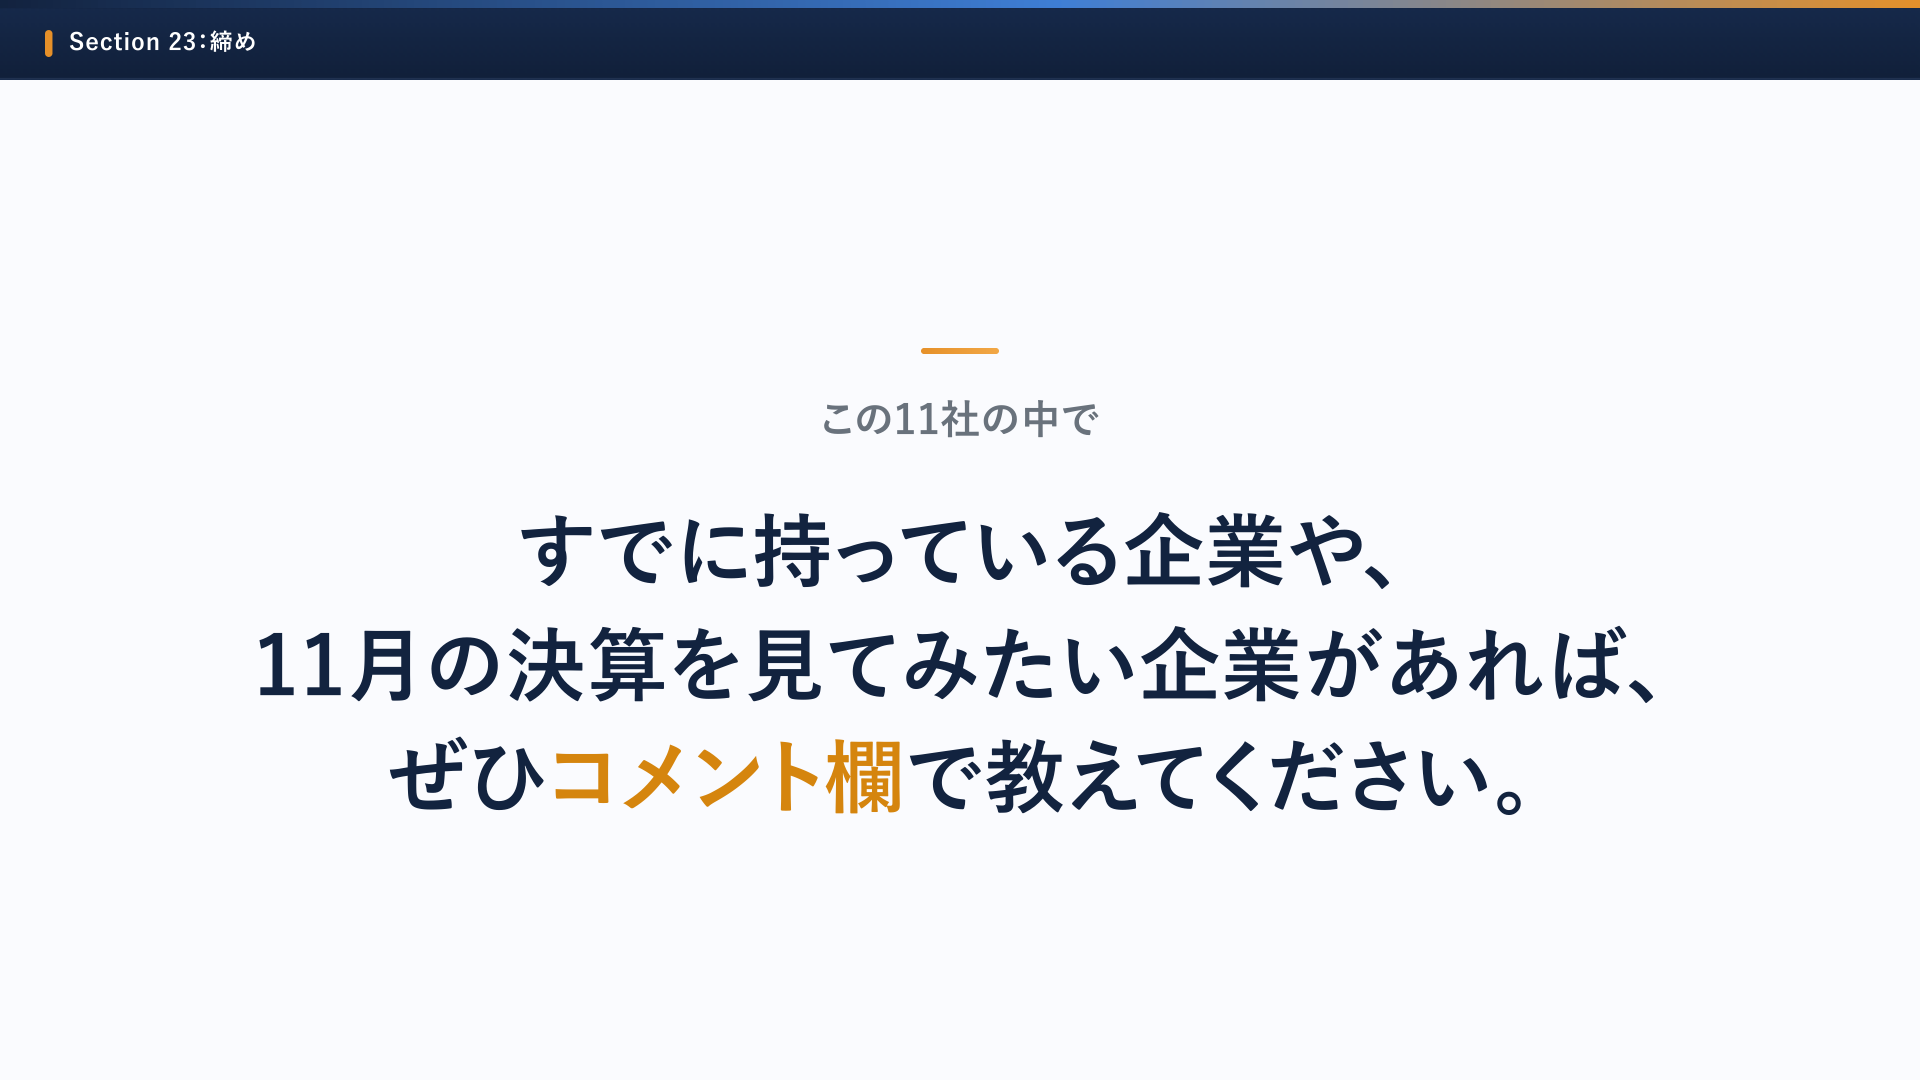 Section 23：締め
この11社の中で
すでに持っている企業や、
11月の決算を見てみたい企業があれば、
ぜひコメント欄で教えてください。